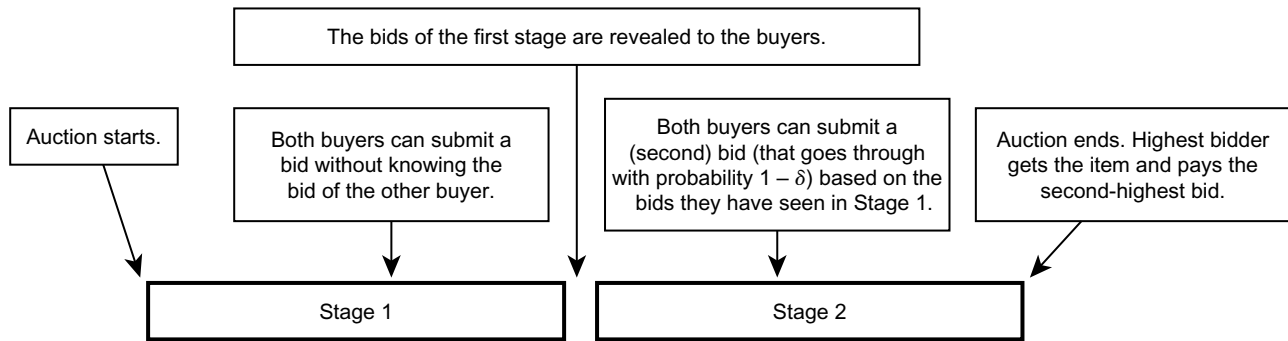 The bids of the first stage are revealed to the buyers.
Auction starts.
Both buyers can submit a
bid without knowing the
bid of the other buyer.
Both buyers can submit a
(second) bid (that goes through
with probability 1 – δ) based on the
bids they have seen in Stage 1.
Auction ends. Highest bidder
gets the item and pays the
second-highest bid.
Stage 1
Stage 2